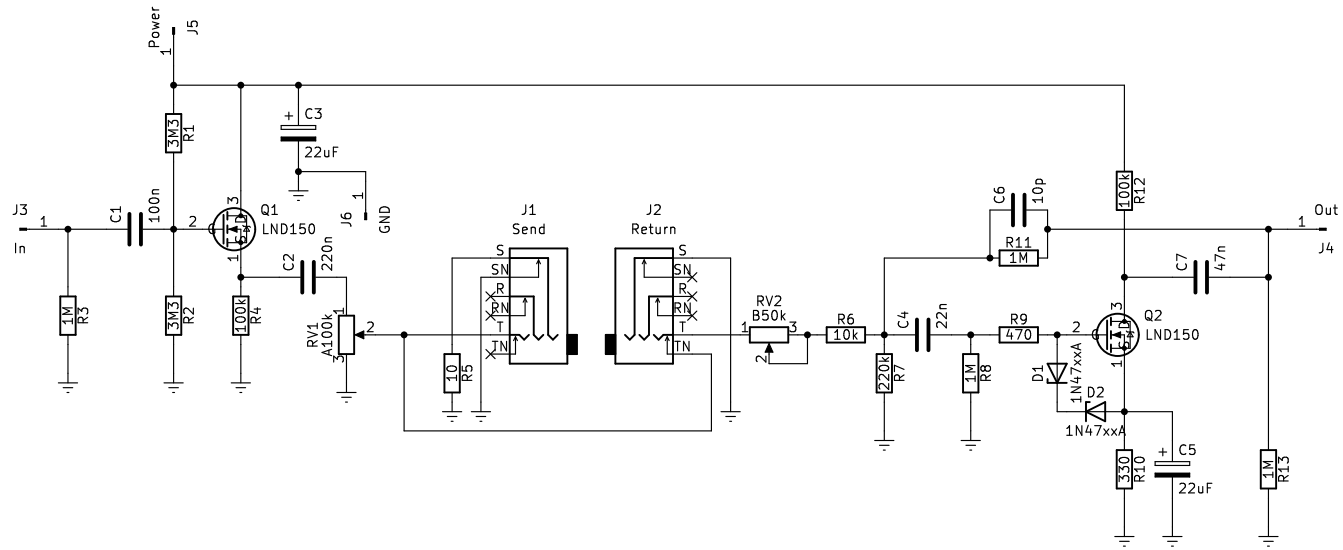 Power
1
J5
3M3
R1
+
C3
22uF
J3
1
In
C1
100n
2
3
G
D
S
Q1
LND150
1
1
J6
GND
C2
220n
1M
R3
3M3
R2
100k
R4
RV1
A100k
1
2
3
J1
Send
S
SN
R
RN
T
TN
10
R5
J2
Return
S
SN
R
RN
T
TN
RV2
B50k
1
3
2
R6
10k
220k
R7
C4
22n
1M
R8
R9
470
C6
10p
R11
1M
100k
R12
2
3
G
D
S
Q2
LND150
1
D1
1N47xxA
D2
1N47xxA
330
R10
+
C5
22uF
C7
47n
1M
R13
Out
1
J4